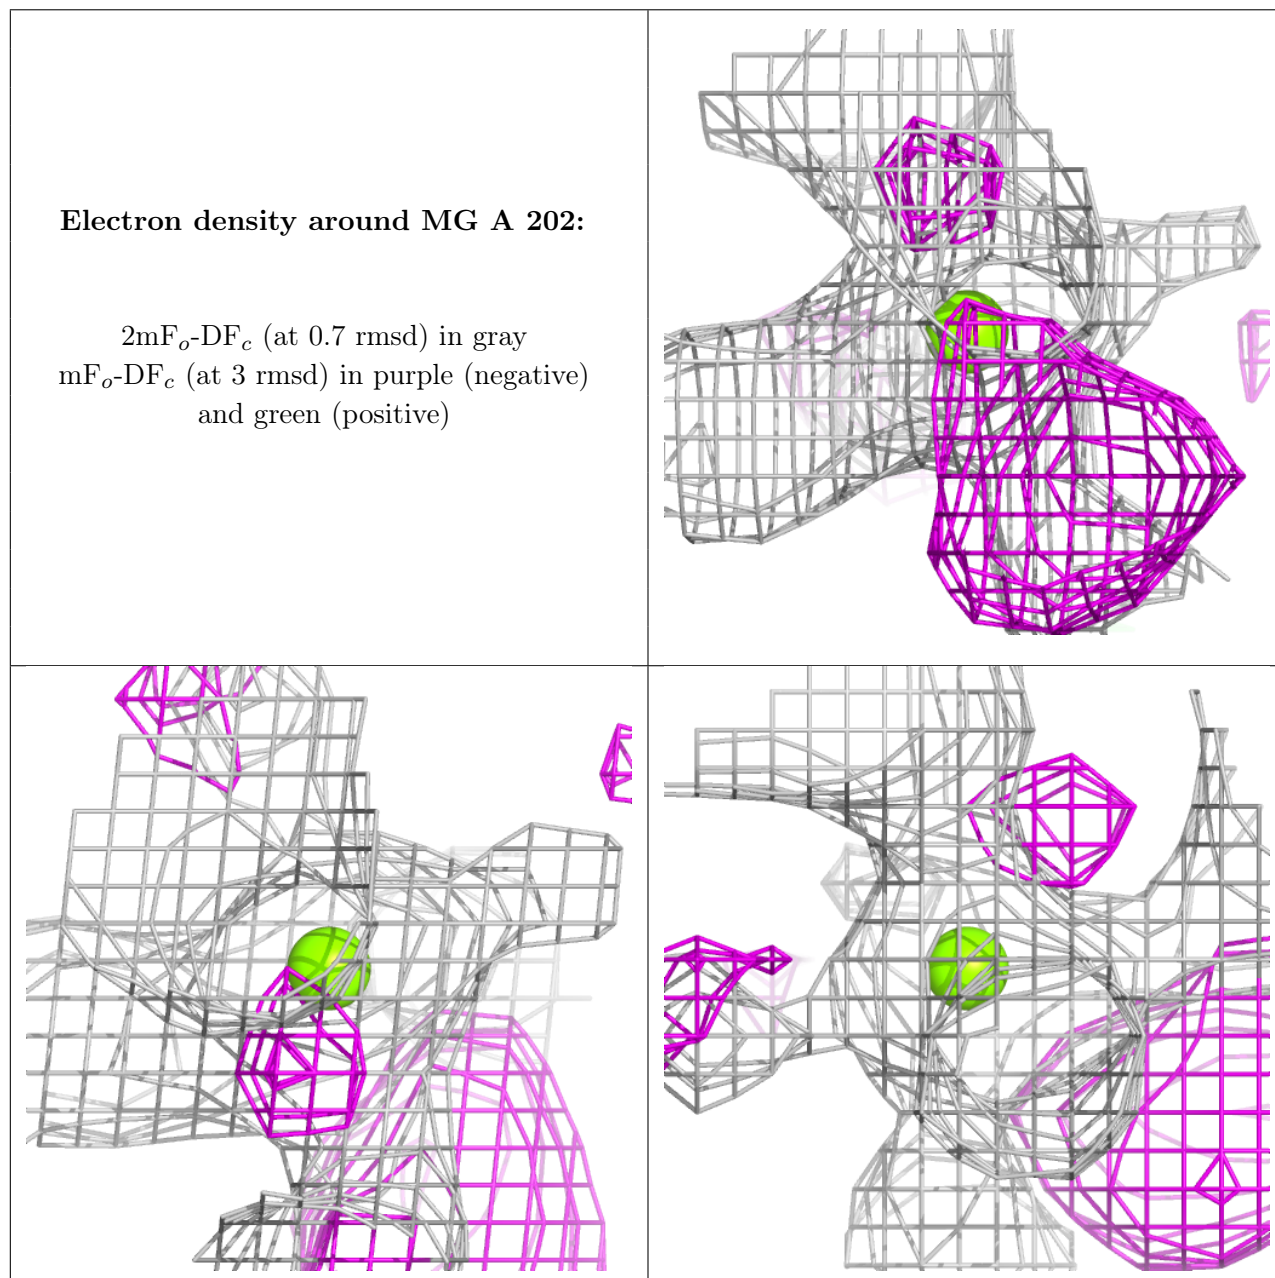 Electron density around MG A 202:
2mFo-DFc (at 0.7 rmsd) in gray
mFo-DFc (at 3 rmsd) in purple (negative)
and green (positive)